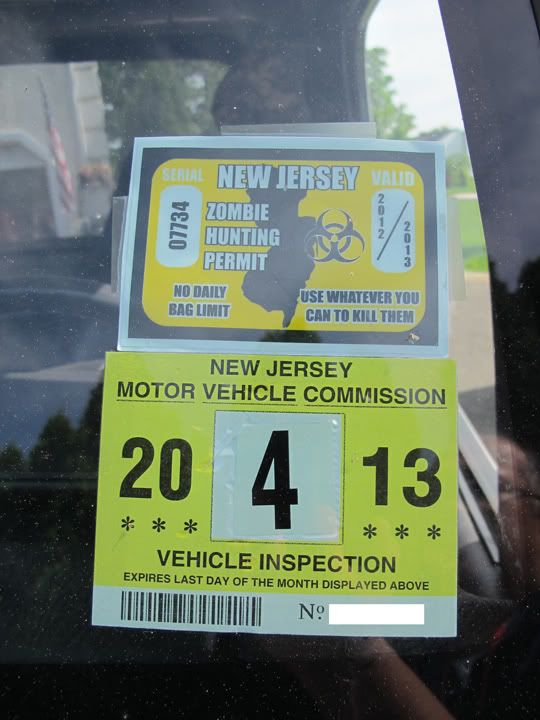 SERIAL NEW JERSEY VALID
07734
ZOMBIE
HUNTING
PERMIT
2012/2013
NO DAILY
BAG LIMIT
USE WHATEVER YOU
CAN TO KILL THEM
NEW JERSEY
MOTOR VEHICLE COMMISSION
20 4 13
*** ***
VEHICLE INSPECTION
EXPIRES LAST DAY OF THE MONTH DISPLAYED ABOVE
Nº